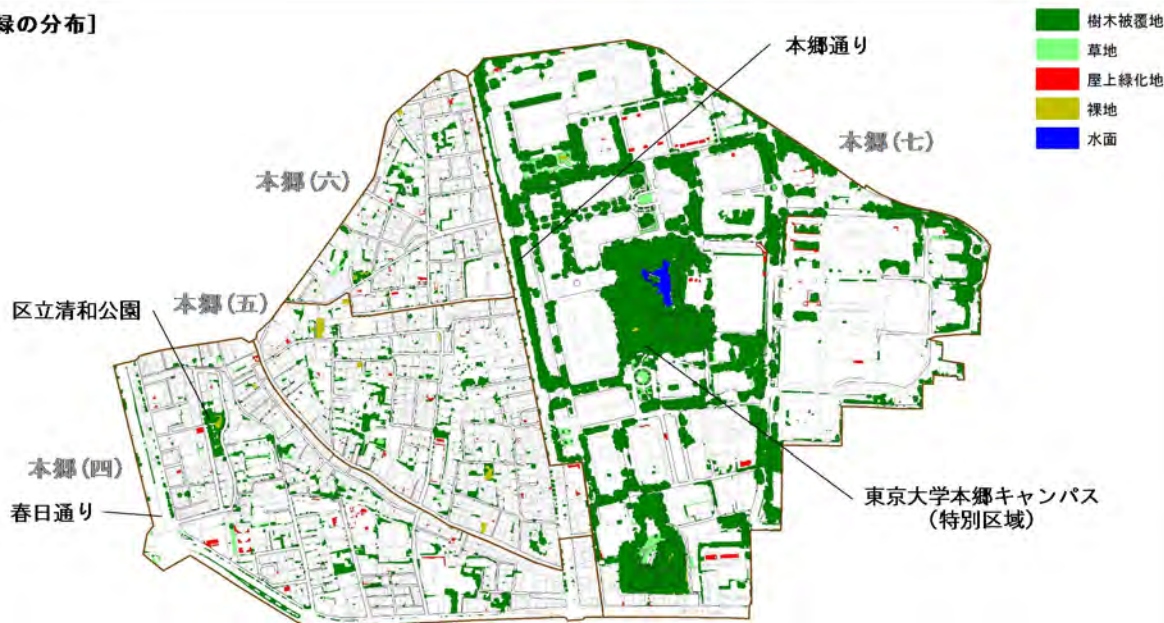 緑の分布]
樹木被覆地
草地
屋上緑化地
裸地
水面
本郷通り
本郷(七)
本郷(六)
本郷(五)
区立清和公園
本郷(四)
春日通り
東京大学本郷キャンパス
(特別区域)